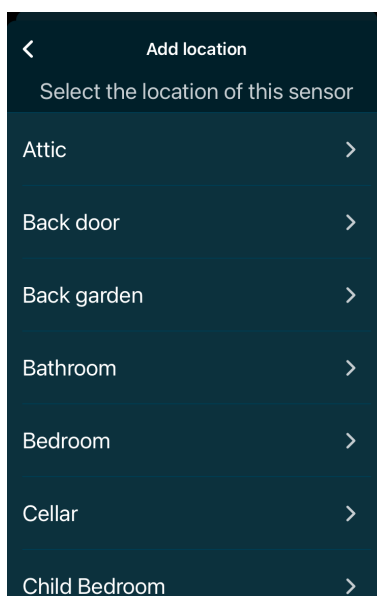 Add location
Select the location of this sensor
Attic
Back door
Back garden
Bathroom
Bedroom
Cellar
Child Bedroom